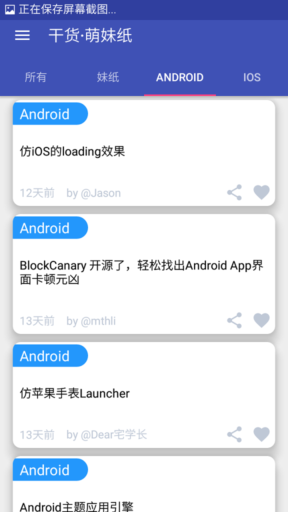 正在保存屏幕截图...
干货·萌妹纸
所有 妹纸 ANDROID IOS
Android
仿iOS的loading效果
12天前 by @Jason
Android
BlockCanary 开源了，轻松找出Android App界
面卡顿元凶
13天前 by @mthli
Android
仿苹果手表Launcher
13天前 by @Dear宅学长
Android
Android主题应用引擎